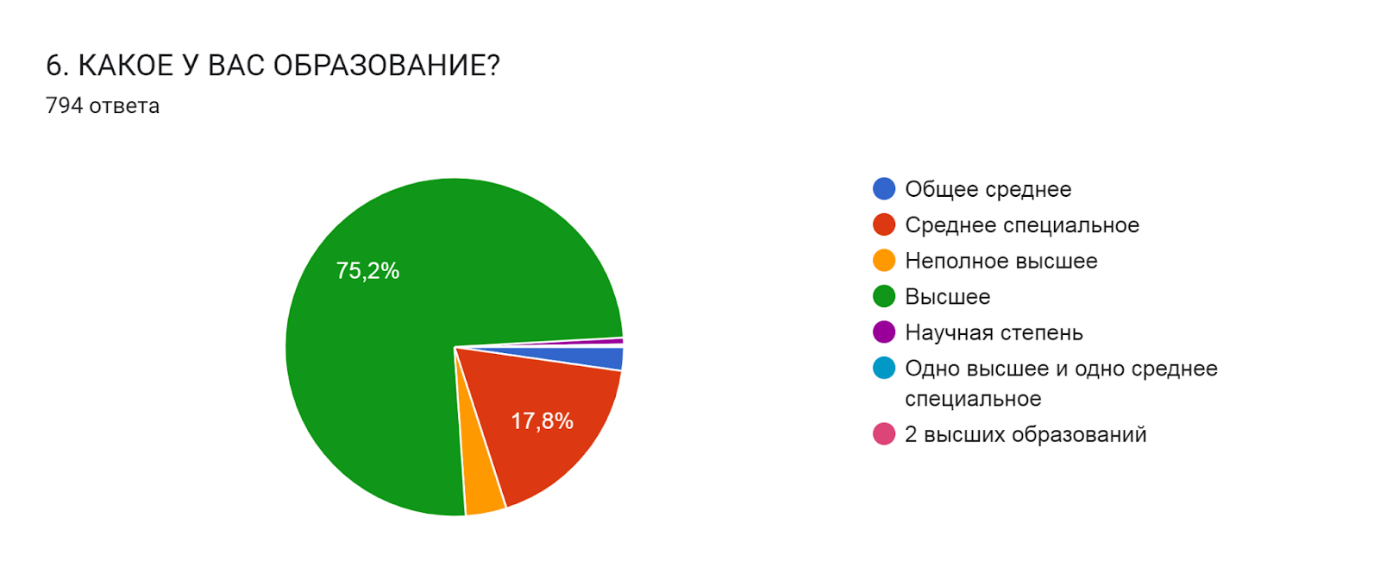 6. КАКОЕ У ВАС ОБРАЗОВАНИЕ?
794 ответа
75,2%
17,8%
Общее среднее
Среднее специальное
Неполное высшее
Высшее
Научная степень
Одно высшее и одно среднее
специальное
2 высших образований